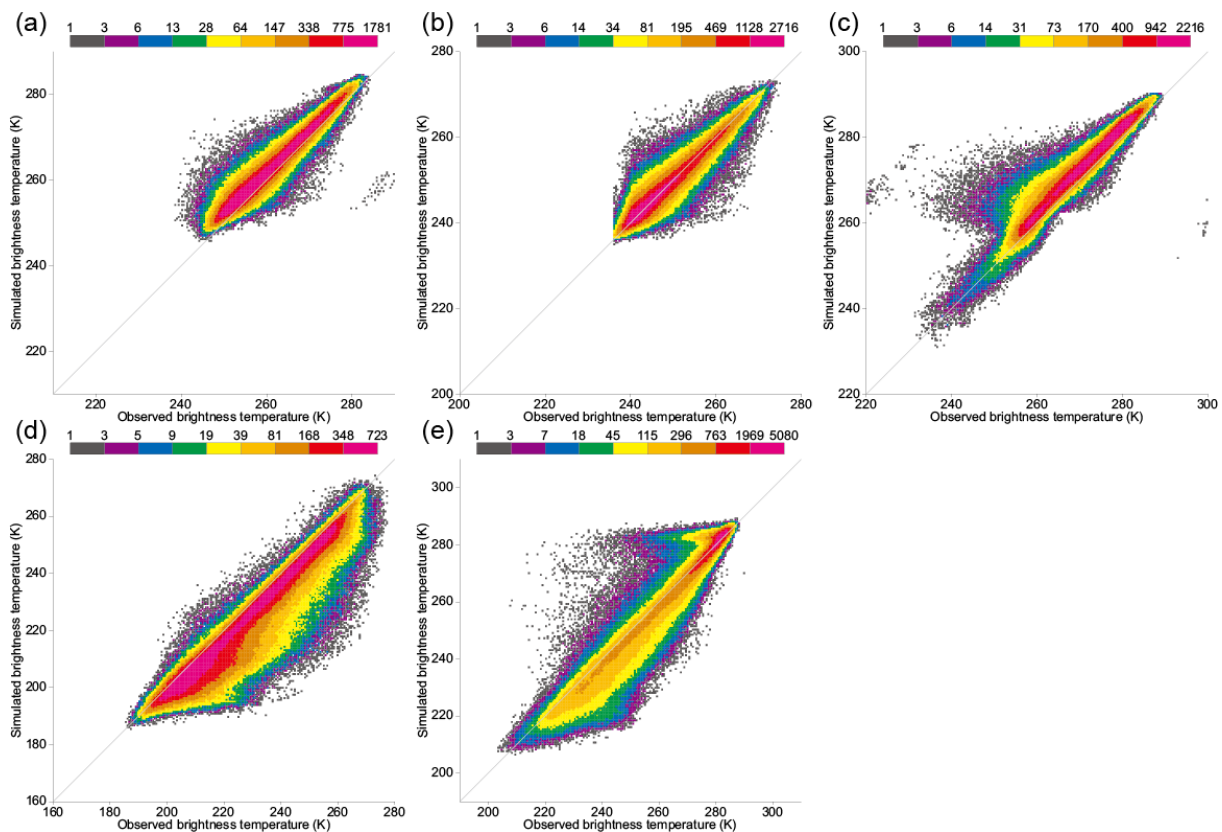 (a) 1 3 6 13 28 64 147 338 775 1781
(b) 1 3 6 14 34 81 195 469 1128 2716
(c) 1 3 6 14 31 73 170 400 942 2216
280
260
240
220
Simulated brightness temperature (K)
220 240 260 280
Observed brightness temperature (K)
280
260
240
220
200
Simulated brightness temperature (K)
200 220 240 260 280
Observed brightness temperature (K)
300
280
260
240
220
Simulated brightness temperature (K)
220 240 260 280 300
Observed brightness temperature (K)
(d) 1 3 5 9 19 39 81 168 348 723
(e) 1 3 7 18 45 115 296 763 1969 5080
280
260
240
220
200
180
160
Simulated brightness temperature (K)
160 180 200 220 240 260 280
Observed brightness temperature (K)
300
280
260
240
220
200
Simulated brightness temperature (K)
200 220 240 260 280 300
Observed brightness temperature (K)